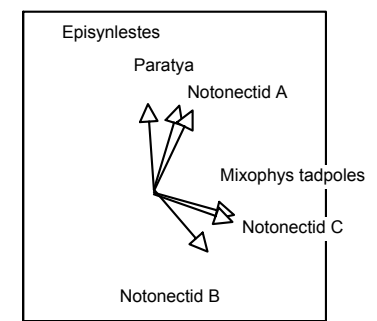 Episynlestes
Paratya
Notonectid A
Mixophys tadpoles
Notonectid C
Notonectid B